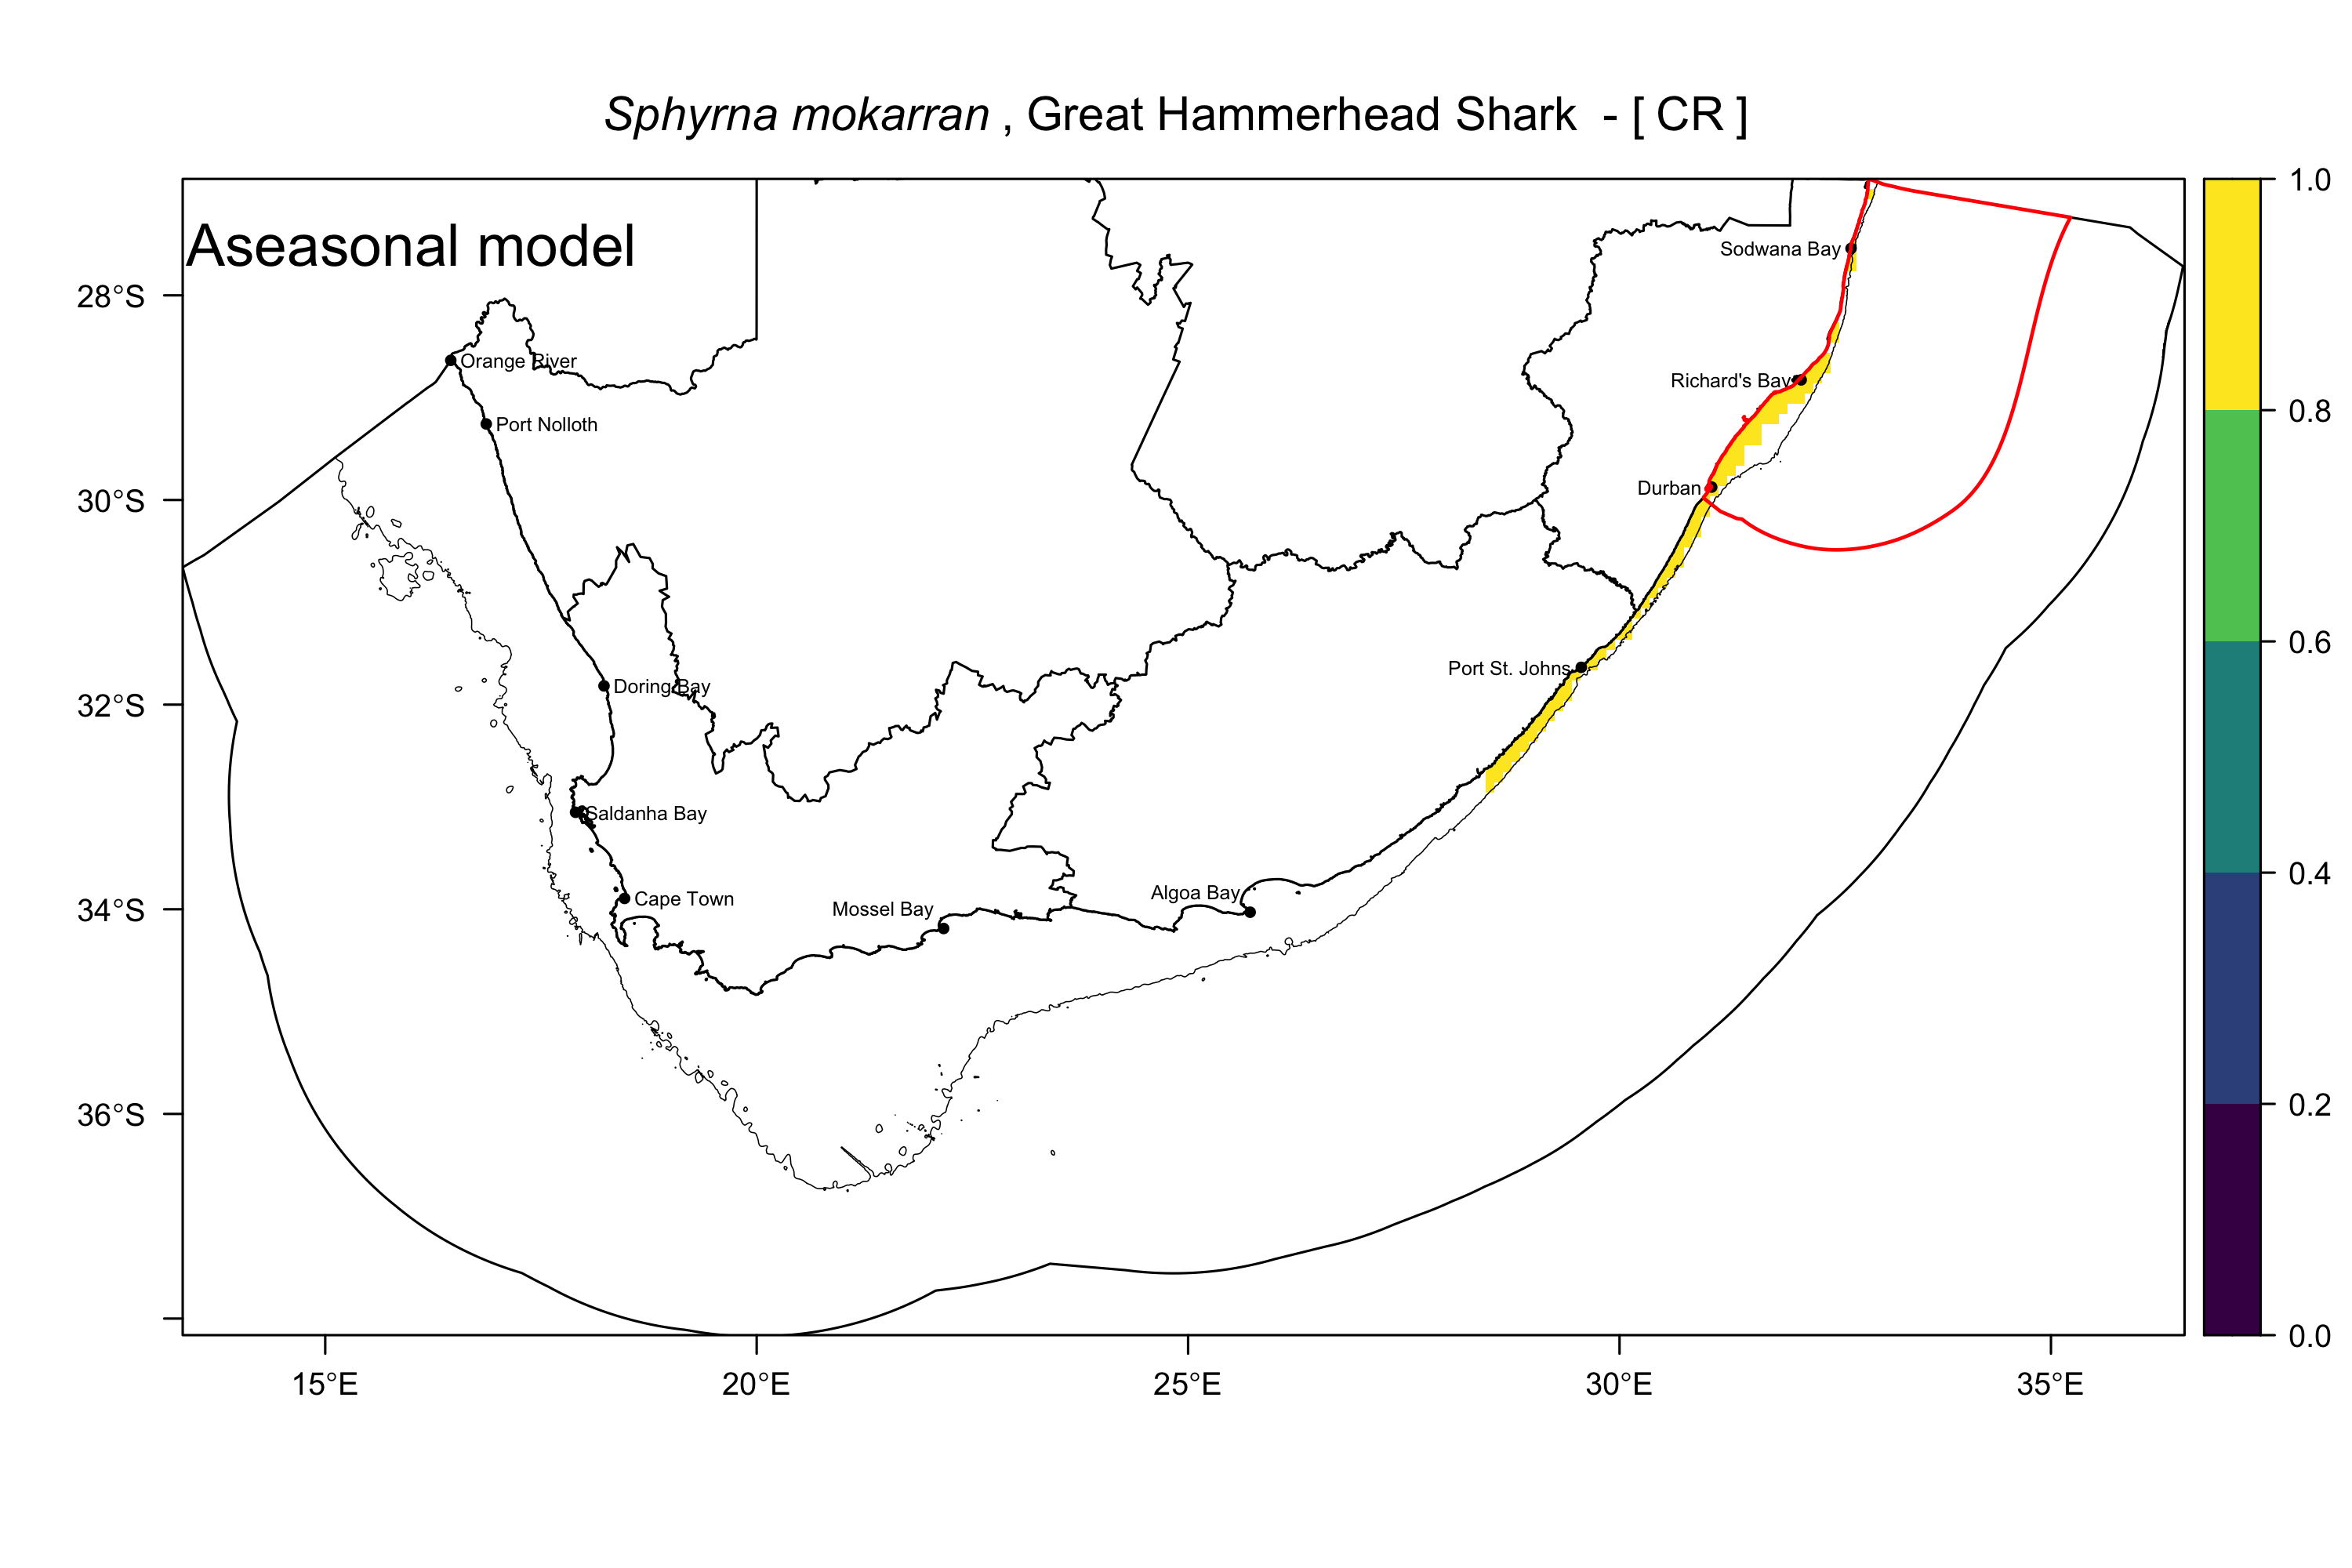 Sphyrna mokarran , Great Hammerhead Shark - [ CR ]
Aseasonal model
1.0
0.8
0.6
0.4
0.2
0.0
28°S
30°S
32°S
34°S
36°S
15°E
20°E
25°E
30°E
35°E
Sodwana Bay
Orange River
Richard's Bay
Port Nolloth
Durban
Port St. Johns
Doring Bay
Saldanha Bay
Algoa Bay
Cape Town
Mossel Bay